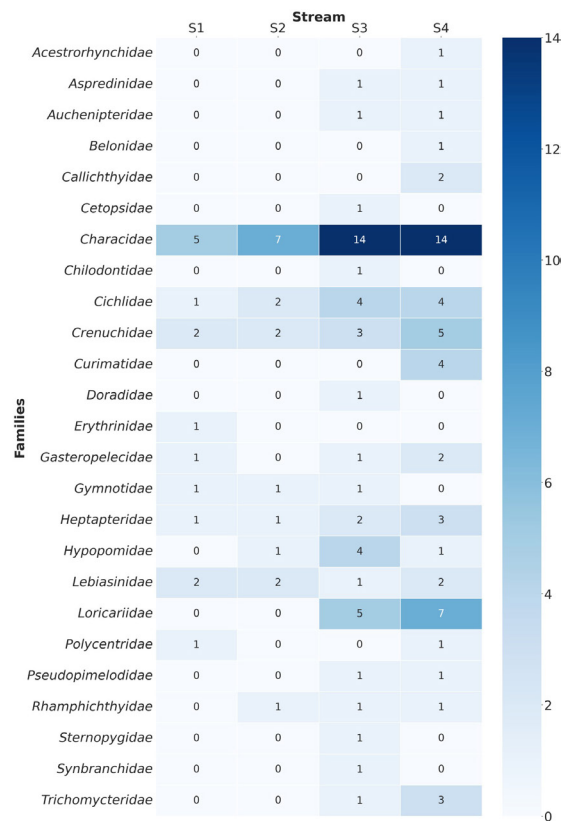 Stream
S1 S2 S3 S4
Acestrorhynchidae 0 0 0 1
Aspredinidae 0 0 1 1
Auchenipteridae 0 0 1 1
Belonidae 0 0 0 1
Callichthyidae 0 0 0 2
Cetopsidae 0 0 1 0
Characidae 5 7 14 14
Chilodontidae 0 0 1 0
Cichlidae 1 2 4 4
Crenuchidae 2 2 3 5
Curimatidae 0 0 0 4
Doradidae 0 0 1 0
Erythrinidae 1 0 0 0
Gasteropelecidae 1 0 1 2
Gymnotidae 1 1 1 0
Heptapteridae 1 1 2 3
Hypopomidae 0 1 4 1
Lebiasinidae 2 2 1 2
Loricariidae 0 0 5 7
Polycentridae 1 0 0 1
Pseudopimelodidae 0 0 1 1
Rhamphichthyidae 0 1 1 1
Sternopygidae 0 0 1 0
Synbranchidae 0 0 1 0
Trichomycteridae 0 0 1 3
Families
14
12
10
8
6
4
2
0